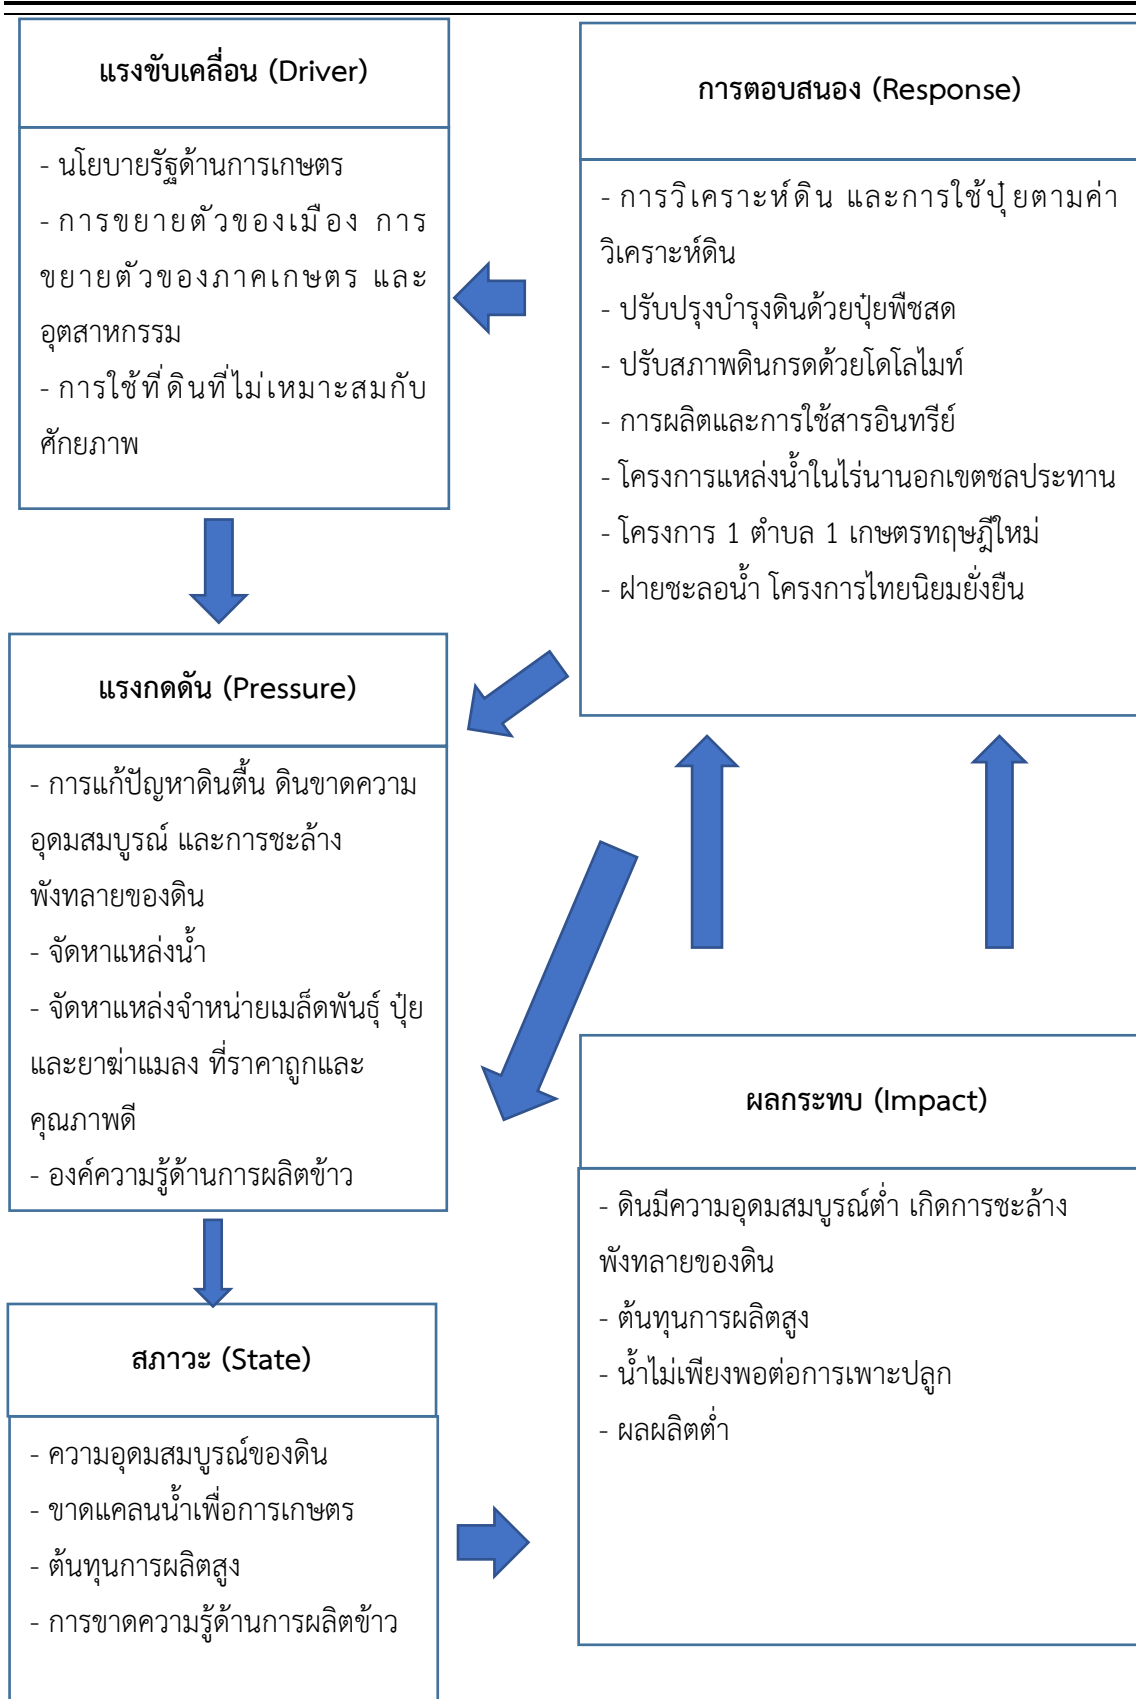 แรงขับเคลื่อน (Driver)
- นโยบายรัฐด้านการเกษตร
- การขยายตัวของเมือง การ
ขยายตัวของภาคเกษตร และ
อุตสาหกรรม
- การใช้ที่ดินที่ไม่เหมาะสมกับ
ศักยภาพ
การตอบสนอง (Response)
- การวิเคราะห์ดิน และการใช้ปุ๋ยตามค่า
วิเคราะห์ดิน
- ปรับปรุงบำรุงดินด้วยปุ๋ยพืชสด
- ปรับสภาพดินกรดด้วยโดโลไมท์
- การผลิตและการใช้สารอินทรีย์
- โครงการแหล่งน้ำในไร่นานอกเขตชลประทาน
- โครงการ 1 ตำบล 1 เกษตรทฤษฎีใหม่
- ฝายชะลอน้ำ โครงการไทยนิยมยั่งยืน
แรงกดดัน (Pressure)
- การแก้ปัญหาดินตื้น ดินขาดความ
อุดมสมบูรณ์ และการชะล้าง
พังทลายของดิน
- จัดหาแหล่งน้ำ
- จัดหาแหล่งจำหน่ายเมล็ดพันธุ์ ปุ๋ย
และยาฆ่าแมลง ที่ราคาถูกและ
คุณภาพดี
- องค์ความรู้ด้านการผลิตข้าว
ผลกระทบ (Impact)
- ดินมีความอุดมสมบูรณ์ต่ำ เกิดการชะล้าง
พังทลายของดิน
- ต้นทุนการผลิตสูง
- น้ำไม่เพียงพอต่อการเพาะปลูก
- ผลผลิตต่ำ
สภาวะ (State)
- ความอุดมสมบูรณ์ของดิน
- ขาดแคลนน้ำเพื่อการเกษตร
- ต้นทุนการผลิตสูง
- การขาดความรู้ด้านการผลิตข้าว